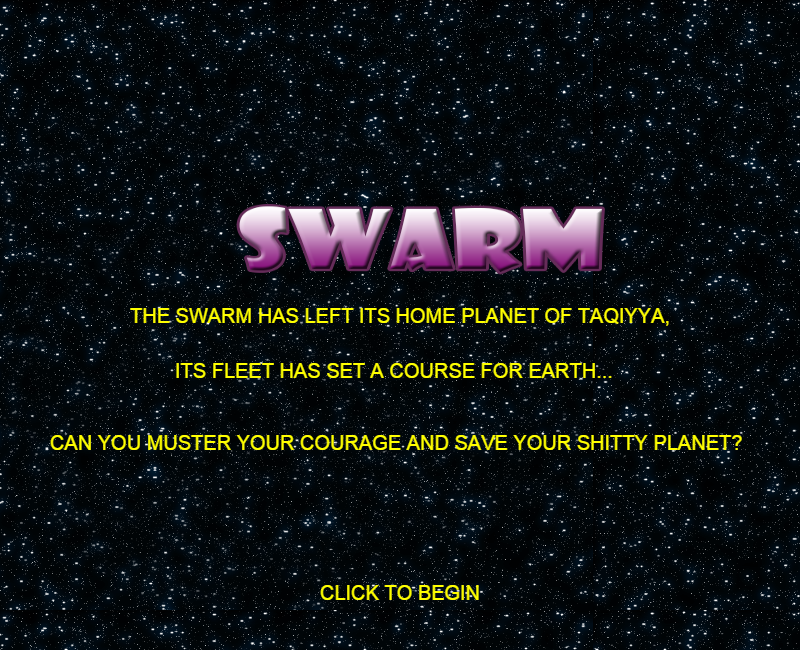 SWARM
THE SWARM HAS LEFT ITS HOME PLANET OF TAQIYYA,
ITS FLEET HAS SET A COURSE FOR EARTH...
CAN YOU MUSTER YOUR COURAGE AND SAVE YOUR SHITTY PLANET?
CLICK TO BEGIN